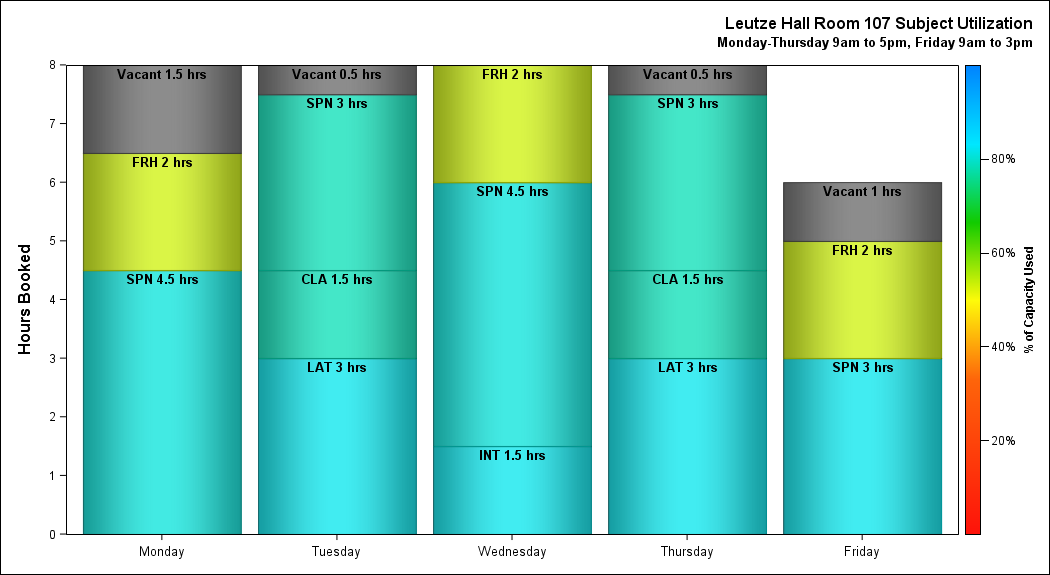 Leutze Hall Room 107 Subject Utilization
Monday-Thursday 9am to 5pm, Friday 9am to 3pm
Hours Booked
8
7
6
5
4
3
2
1
0
Vacant 1.5 hrs
FRH 2 hrs
SPN 4.5 hrs
Vacant 0.5 hrs
SPN 3 hrs
CLA 1.5 hrs
LAT 3 hrs
FRH 2 hrs
SPN 4.5 hrs
INT 1.5 hrs
Vacant 0.5 hrs
SPN 3 hrs
CLA 1.5 hrs
LAT 3 hrs
Vacant 1 hrs
FRH 2 hrs
SPN 3 hrs
Monday
Tuesday
Wednesday
Thursday
Friday
80%
60%
40%
20%
% of Capacity Used